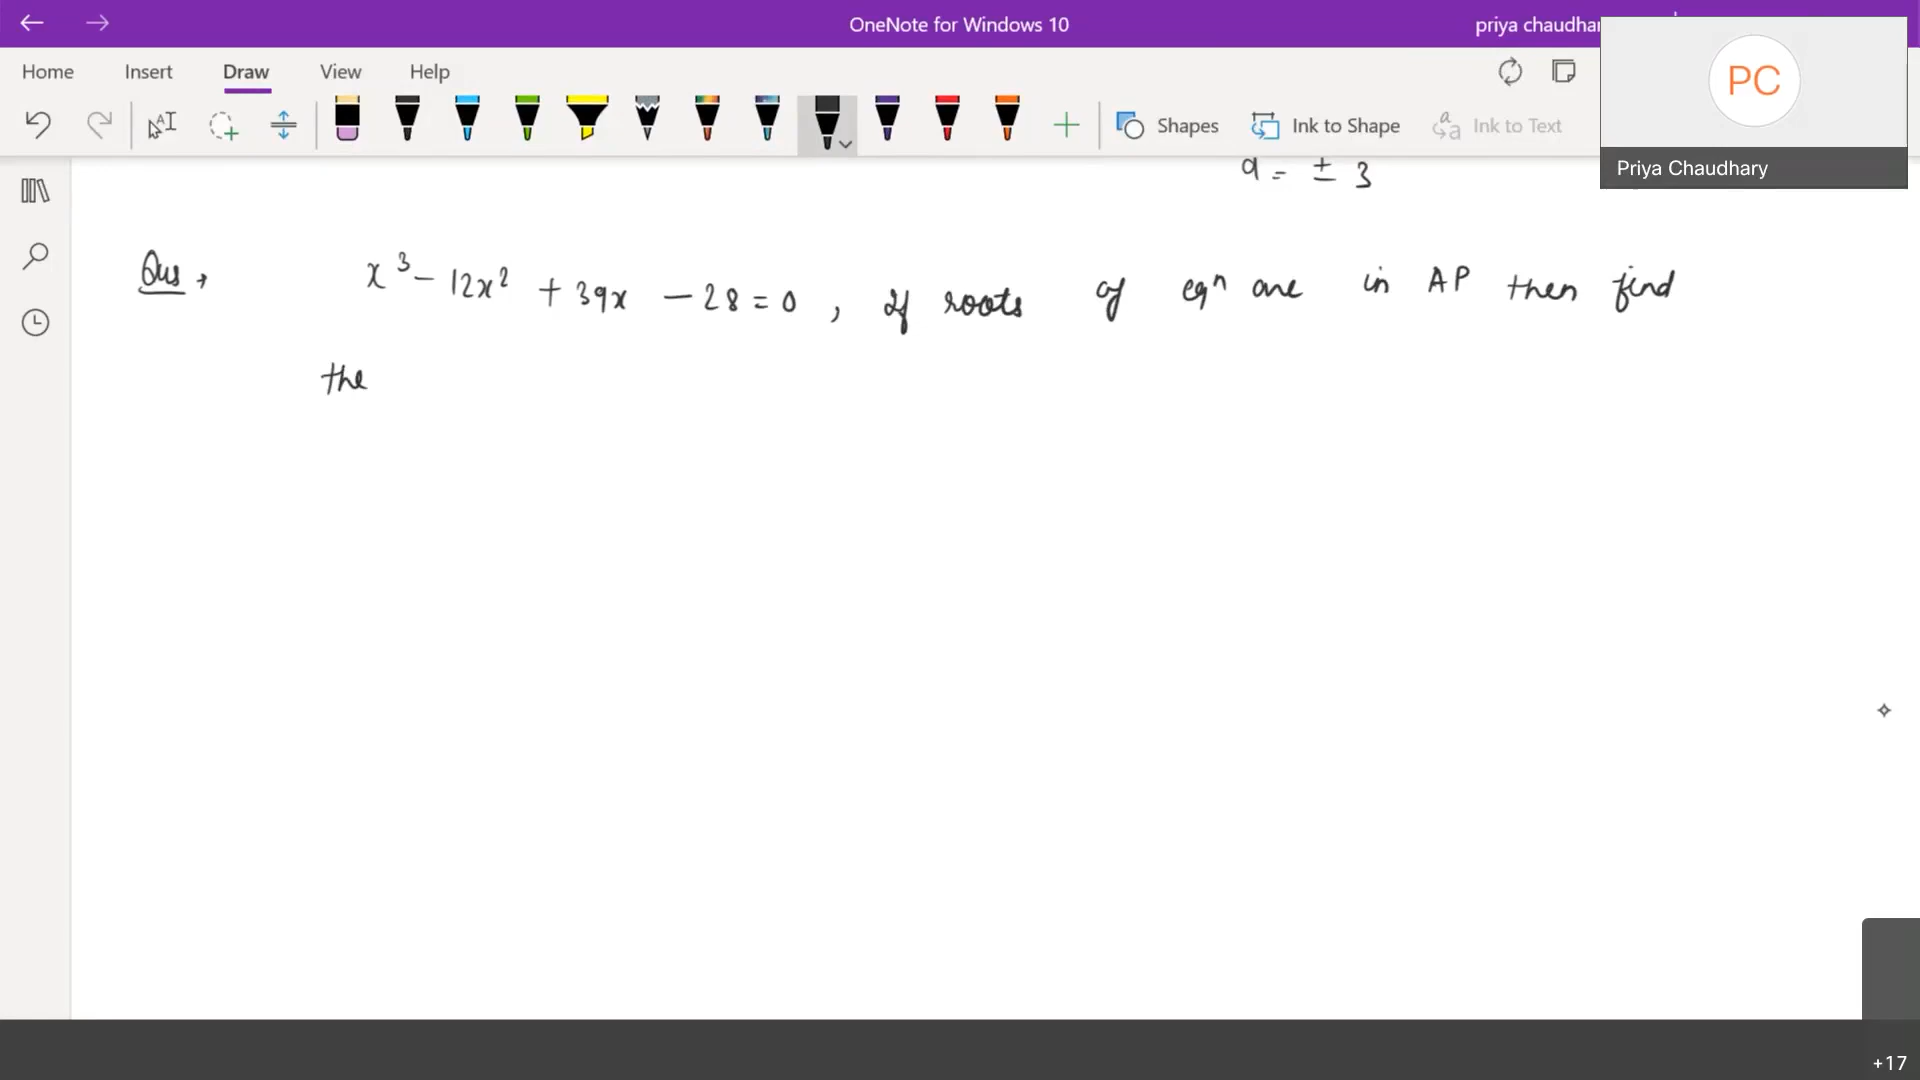 OneNote for Windows 10
priya chaudhar
PC
Home Insert Draw View Help
Shapes Ink to Shape Ink to Text
Priya Chaudhary
a = ± 3
Qus, x³ - 12x² + 39x - 28 = 0, If roots of eqⁿ are in AP then find
the
+17